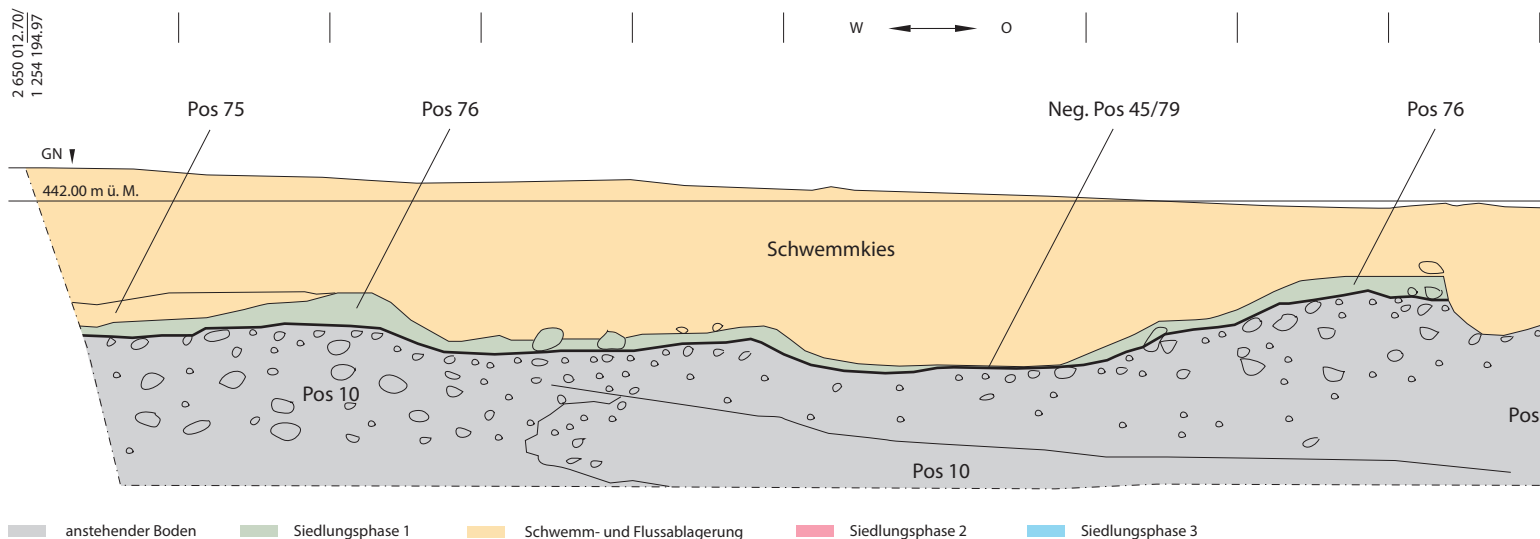 2 650 012.70/
1 254 194.97
W O
Pos 75
Pos 76
Neg. Pos 45/79
Pos 76
GN
442.00 m ü. M.
Schwemmkies
Pos 10
Pos
Pos 10
anstehender Boden
Siedlungsphase 1
Schwemm- und Flussablagerung
Siedlungsphase 2
Siedlungsphase 3